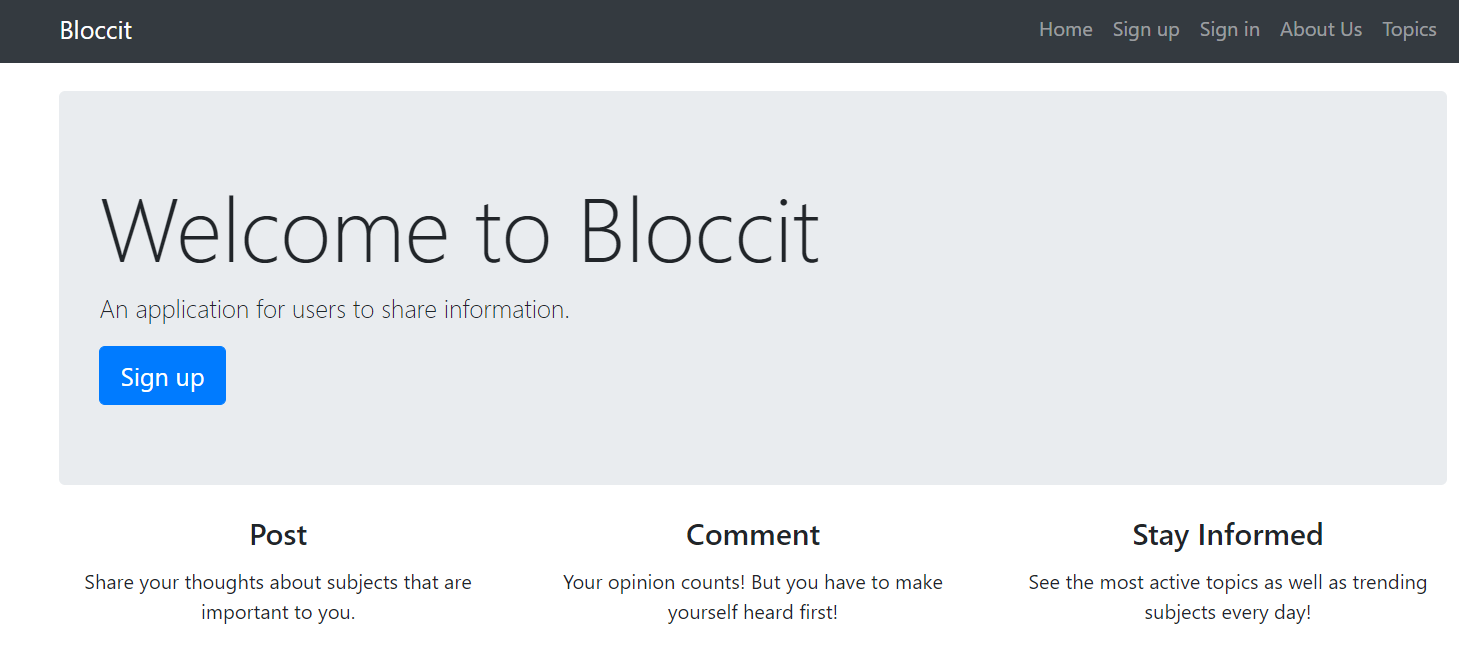 Bloccit
Home Sign up Sign in About Us Topics
Welcome to Bloccit
An application for users to share information.
Sign up
Post
Share your thoughts about subjects that are
important to you.
Comment
Your opinion counts! But you have to make
yourself heard first!
Stay Informed
See the most active topics as well as trending
subjects every day!